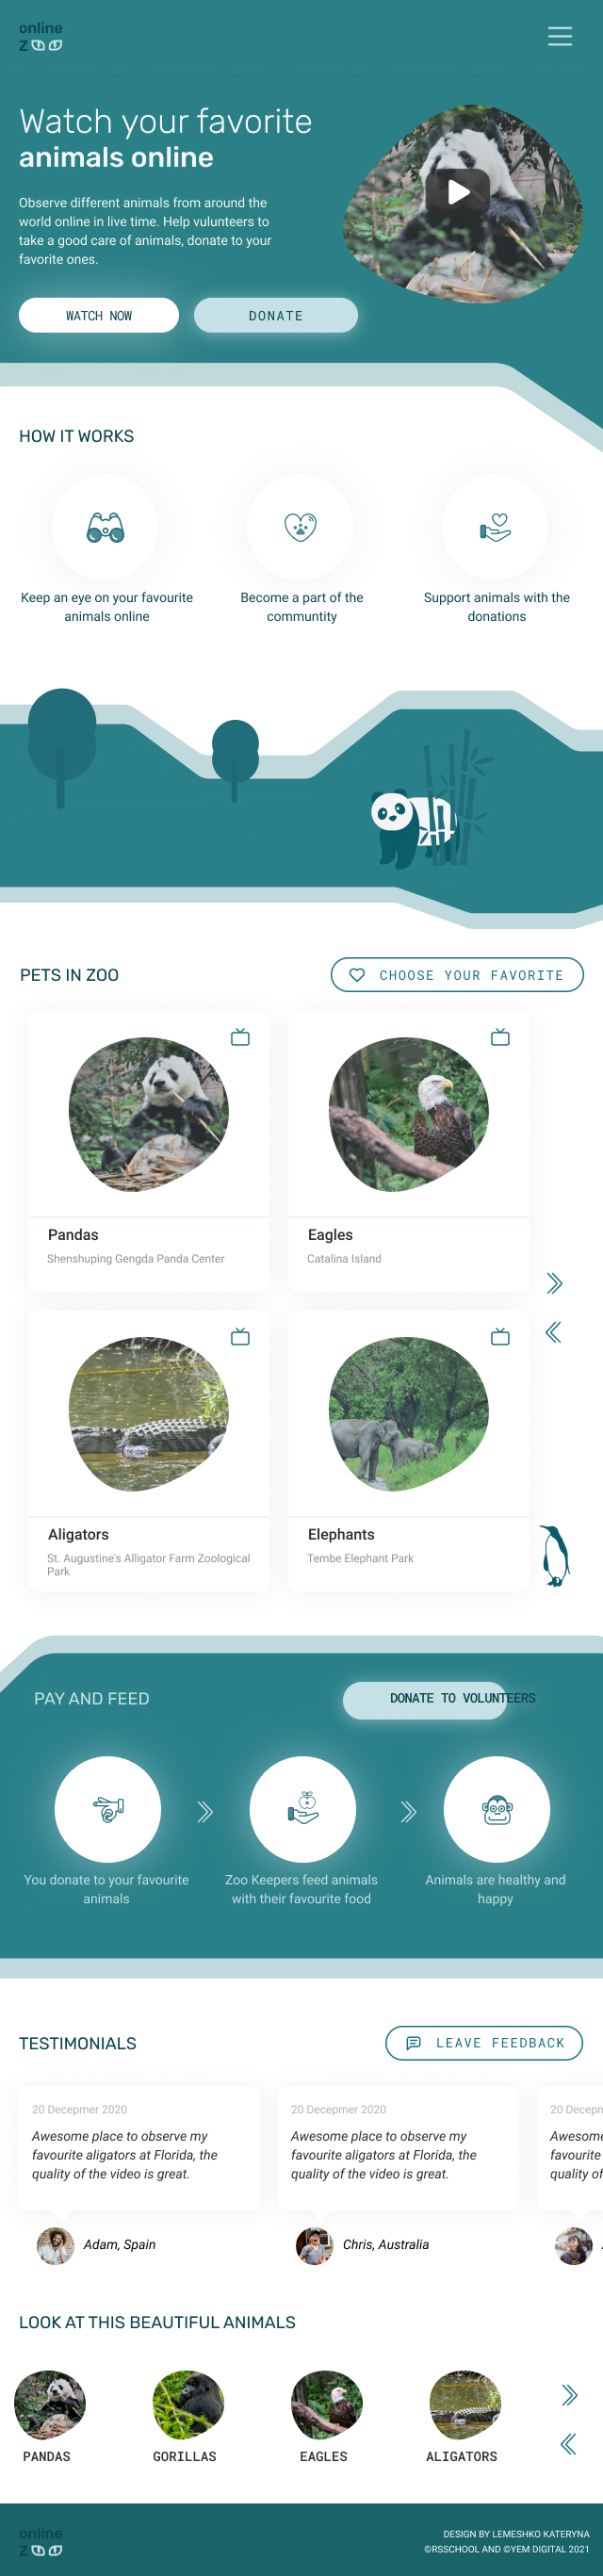 online
ZOO
Watch your favorite
animals online
Observe different animals from around the
world online in live time. Help vulunteers to
take a good care of animals, donate to your
favorite ones.
WATCH NOW
DONATE
HOW IT WORKS
Keep an eye on your favourite
animals online
Become a part of the
communtity
Support animals with the
donations
PETS IN ZOO
CHOOSE YOUR FAVORITE
Pandas
Shenshuping Gengda Panda Center
Eagles
Catalina Island
Aligators
St. Augustine's Alligator Farm Zoological
Park
Elephants
Tembe Elephant Park
PAY AND FEED
DONATE TO VOLUNTEERS
You donate to your favourite
animals
Zoo Keepers feed animals
with their favourite food
Animals are healthy and
happy
TESTIMONIALS
LEAVE FEEDBACK
20 Decepmer 2020
Awesome place to observe my
favourite aligators at Florida, the
quality of the video is great.
Adam, Spain
20 Decepmer 2020
Awesome place to observe my
favourite aligators at Florida, the
quality of the video is great.
Chris, Australia
20 Decepm
Awesome
favourite
quality of
LOOK AT THIS BEAUTIFUL ANIMALS
PANDAS
GORILLAS
EAGLES
ALIGATORS
online
ZOO
DESIGN BY LEMESHKO KATERYNA
©RSSCHOOL AND ©YEM DIGITAL 2021